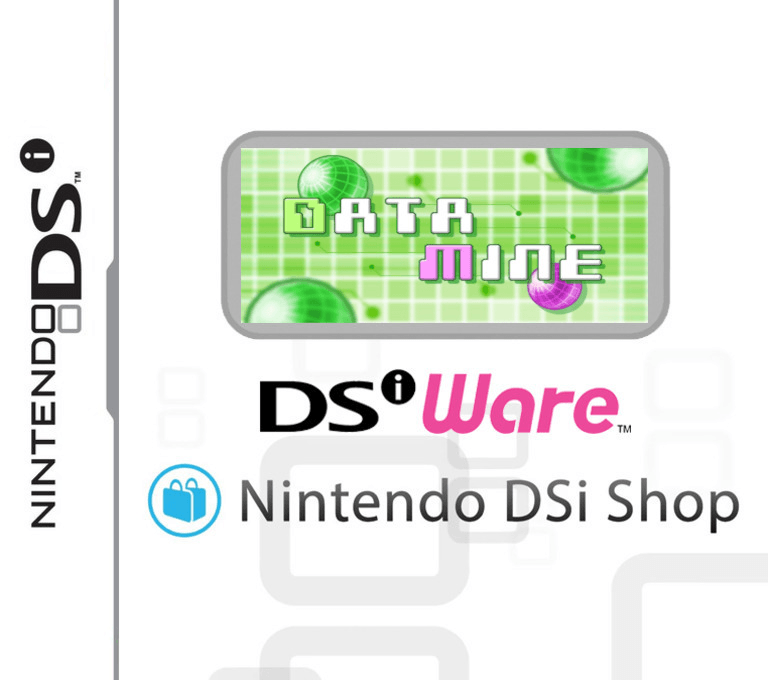 NINTENDO DSi™
DATA
MINE
DSi Ware™
Nintendo DSi Shop